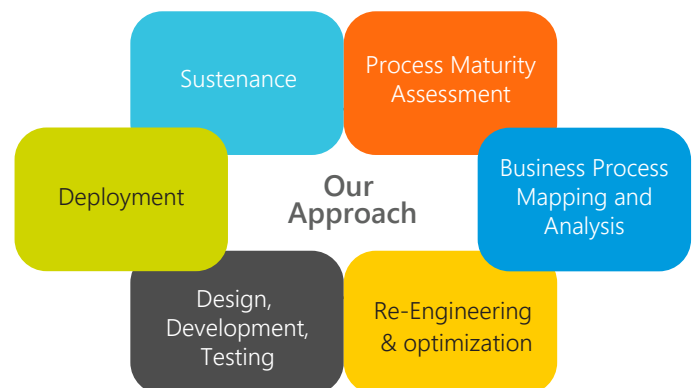 Sustenance
Process Maturity
Assessment
Deployment
Our
Approach
Business Process
Mapping and
Analysis
Design,
Development,
Testing
Re-Engineering
& optimization